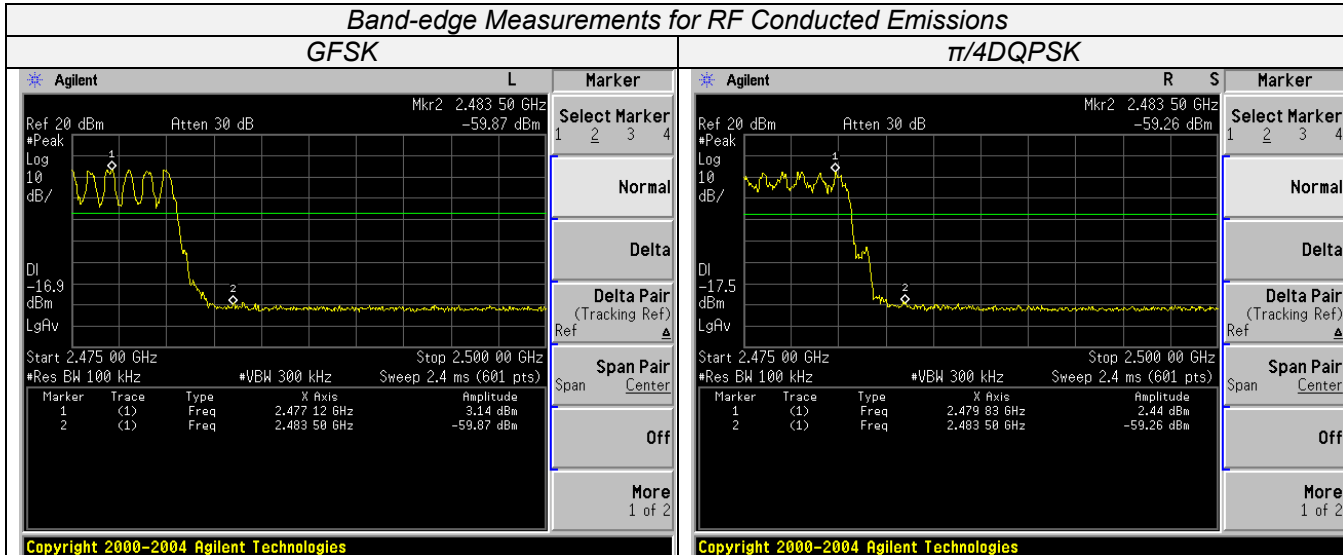 Band-edge Measurements for RF Conducted Emissions
GFSK
π/4DQPSK
Agilent L
Marker
Mkr2 2.483 50 GHz
Ref 20 dBm Atten 30 dB -59.87 dBm
#Peak
Log
10
dB/
1
2
DI
-16.9
dBm
LgAv
Start 2.475 00 GHz Stop 2.500 00 GHz
#Res BW 100 kHz #VBW 300 kHz Sweep 2.4 ms (601 pts)
Marker Trace Type X Axis Amplitude
1 (1) Freq 2.477 12 GHz 3.14 dBm
2 (1) Freq 2.483 50 GHz -59.87 dBm
Select Marker
1 2 3 4
Normal
Delta
Delta Pair
(Tracking Ref)
Ref Δ
Span Pair
Span Center
Off
More
1 of 2
Copyright 2000-2004 Agilent Technologies
Agilent R S
Marker
Mkr2 2.483 50 GHz
Ref 20 dBm Atten 30 dB -59.26 dBm
#Peak
Log
10
dB/
1
2
DI
-17.5
dBm
LgAv
Start 2.475 00 GHz Stop 2.500 00 GHz
#Res BW 100 kHz #VBW 300 kHz Sweep 2.4 ms (601 pts)
Marker Trace Type X Axis Amplitude
1 (1) Freq 2.479 83 GHz 2.44 dBm
2 (1) Freq 2.483 50 GHz -59.26 dBm
Select Marker
1 2 3 4
Normal
Delta
Delta Pair
(Tracking Ref)
Ref Δ
Span Pair
Span Center
Off
More
1 of 2
Copyright 2000-2004 Agilent Technologies